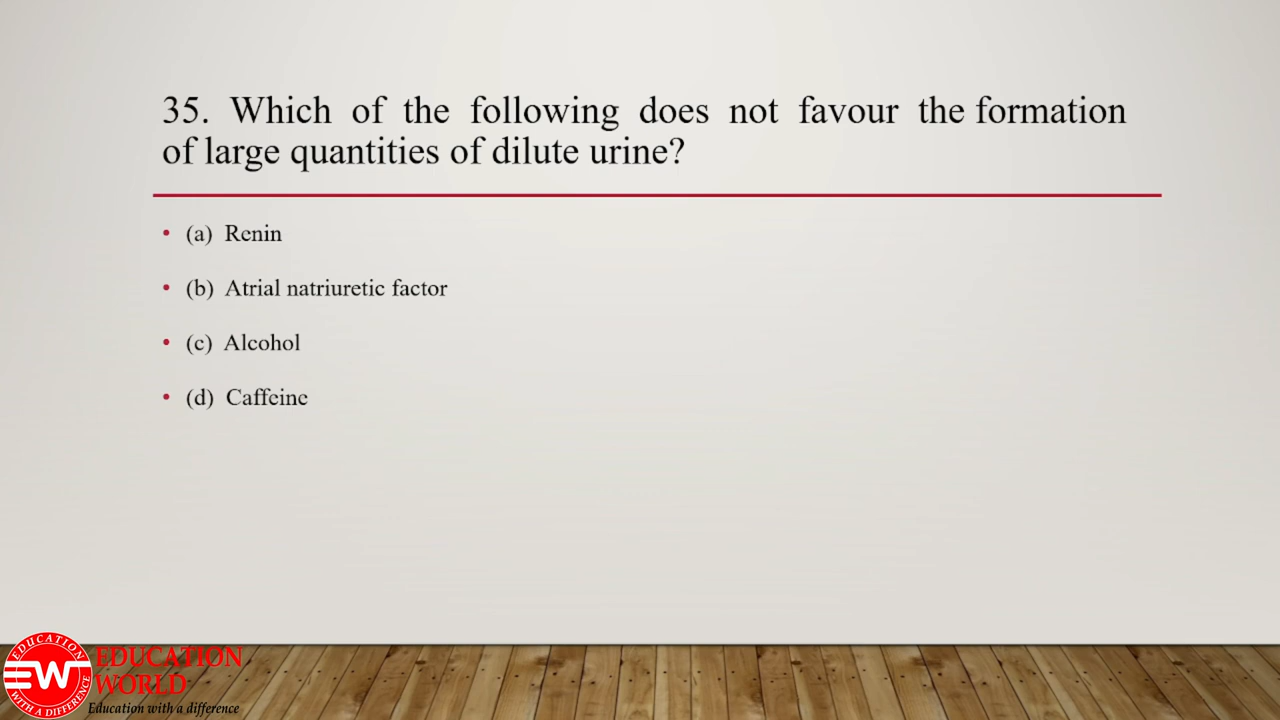 35. Which of the following does not favour the formation
of large quantities of dilute urine?
• (a) Renin
• (b) Atrial natriuretic factor
• (c) Alcohol
• (d) Caffeine
EDUCATION
EW
WITH A DIFFERENCE
EDUCATION
WORLD
Education with a difference